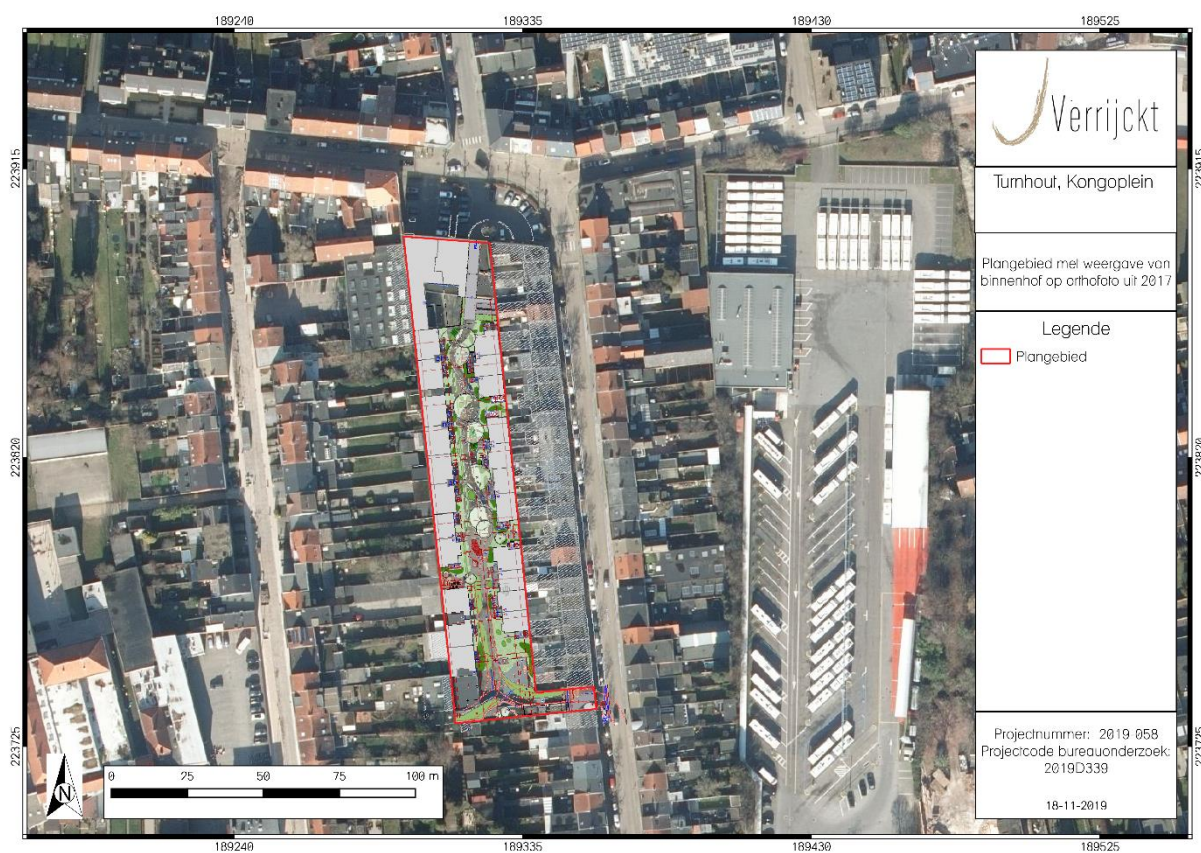 189240 189335 189430 189525
223915 223915
223820 223820
223725 223725
Verrijckt
Turnhout, Kongoplein
Plangebied met weergave van
binnenhof op orthofoto uit 2017
Legende
Plangebied
Projectnummer: 2019 058
Projectcode bureauonderzoek:
2019D339
18-11-2019
0 25 50 75 100 m
N
189240 189335 189430 189525